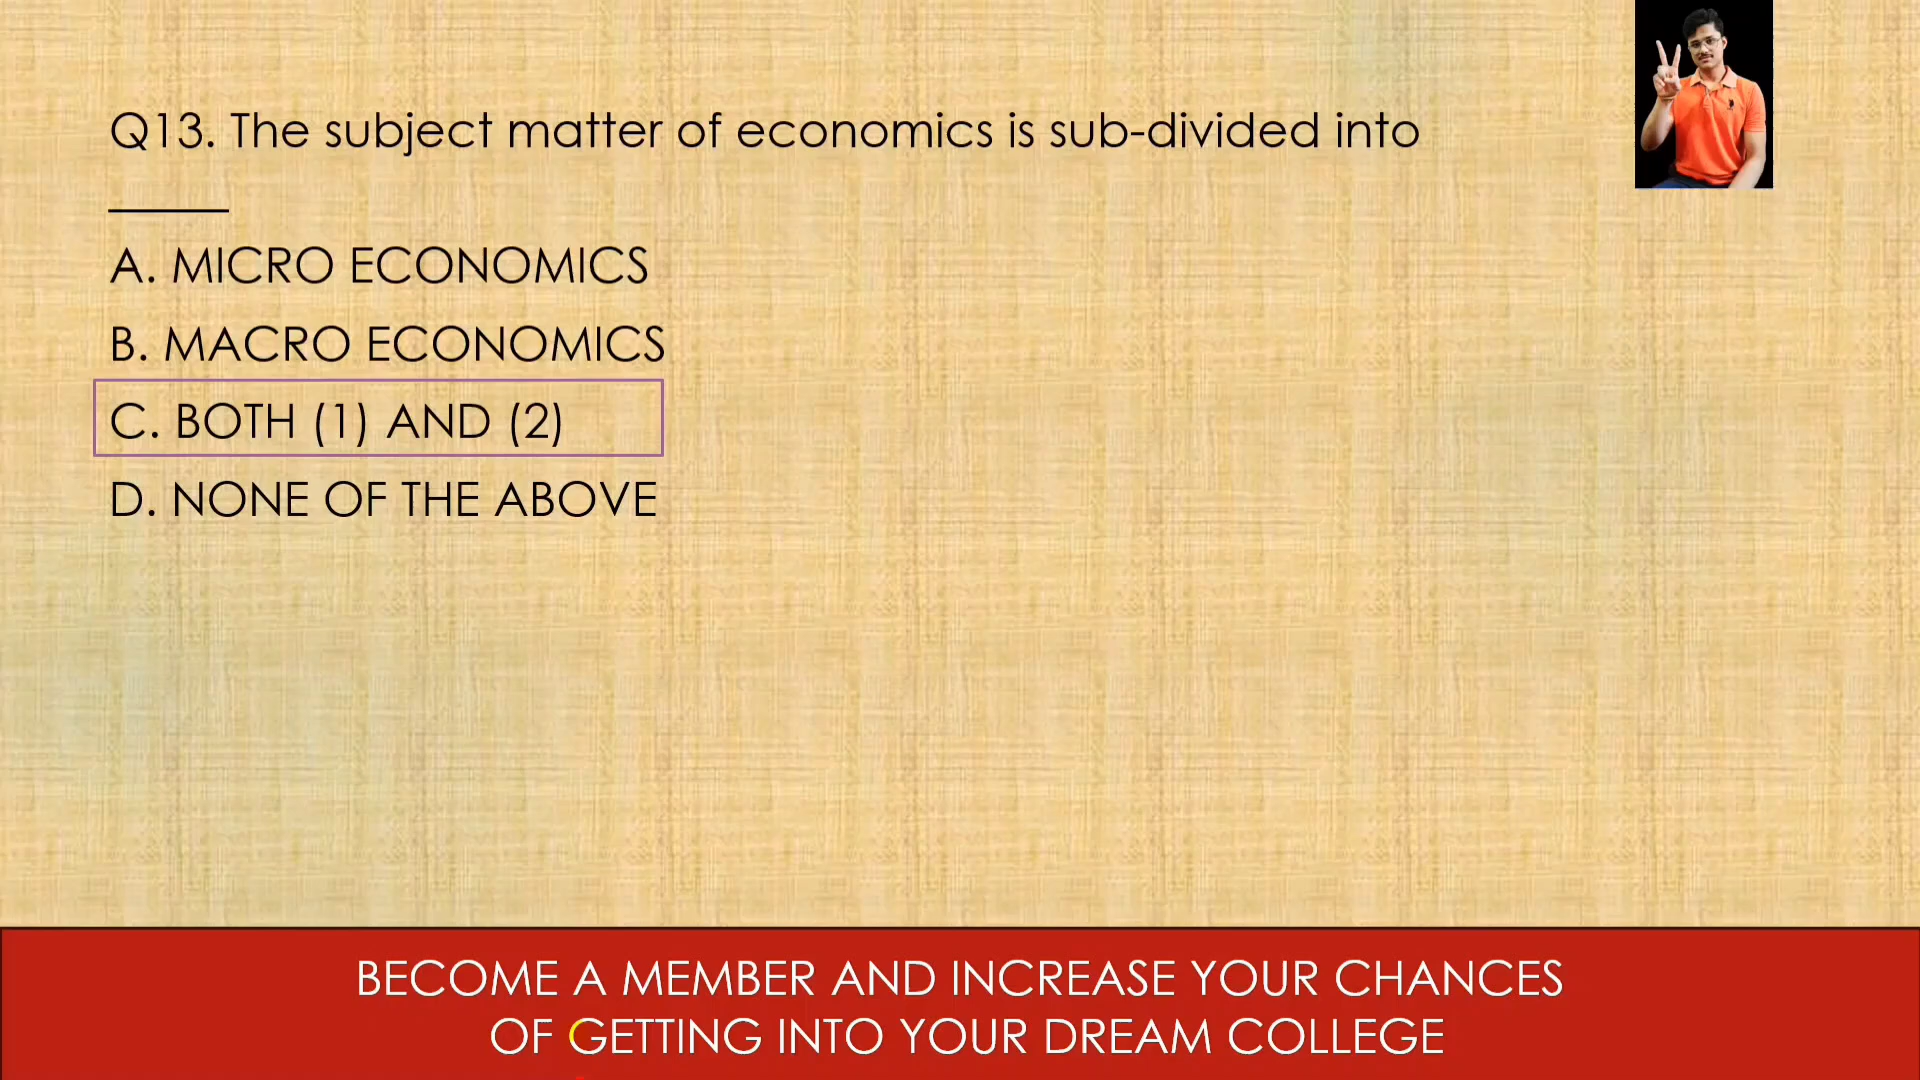 Q13. The subject matter of economics is sub-divided into
_____
A. MICRO ECONOMICS
B. MACRO ECONOMICS
C. BOTH (1) AND (2)
D. NONE OF THE ABOVE
BECOME A MEMBER AND INCREASE YOUR CHANCES
OF GETTING INTO YOUR DREAM COLLEGE